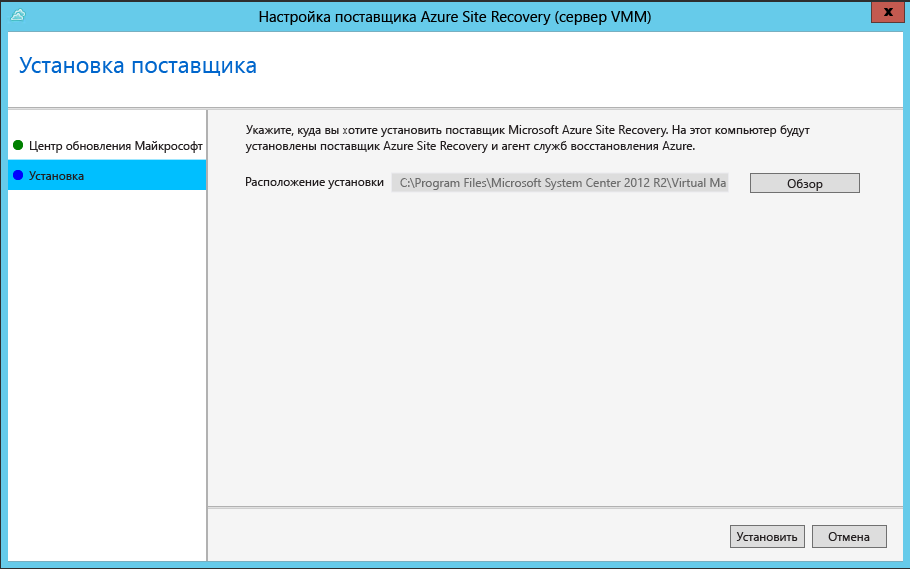 Настройка поставщика Azure Site Recovery (сервер VMM)
x
Установка поставщика
Центр обновления Майкрософт
Установка
Укажите, куда вы хотите установить поставщик Microsoft Azure Site Recovery. На этот компьютер будут
установлены поставщик Azure Site Recovery и агент служб восстановления Azure.
Расположение установки
C:\Program Files\Microsoft System Center 2012 R2\Virtual Ma
Обзор
Установить
Отмена